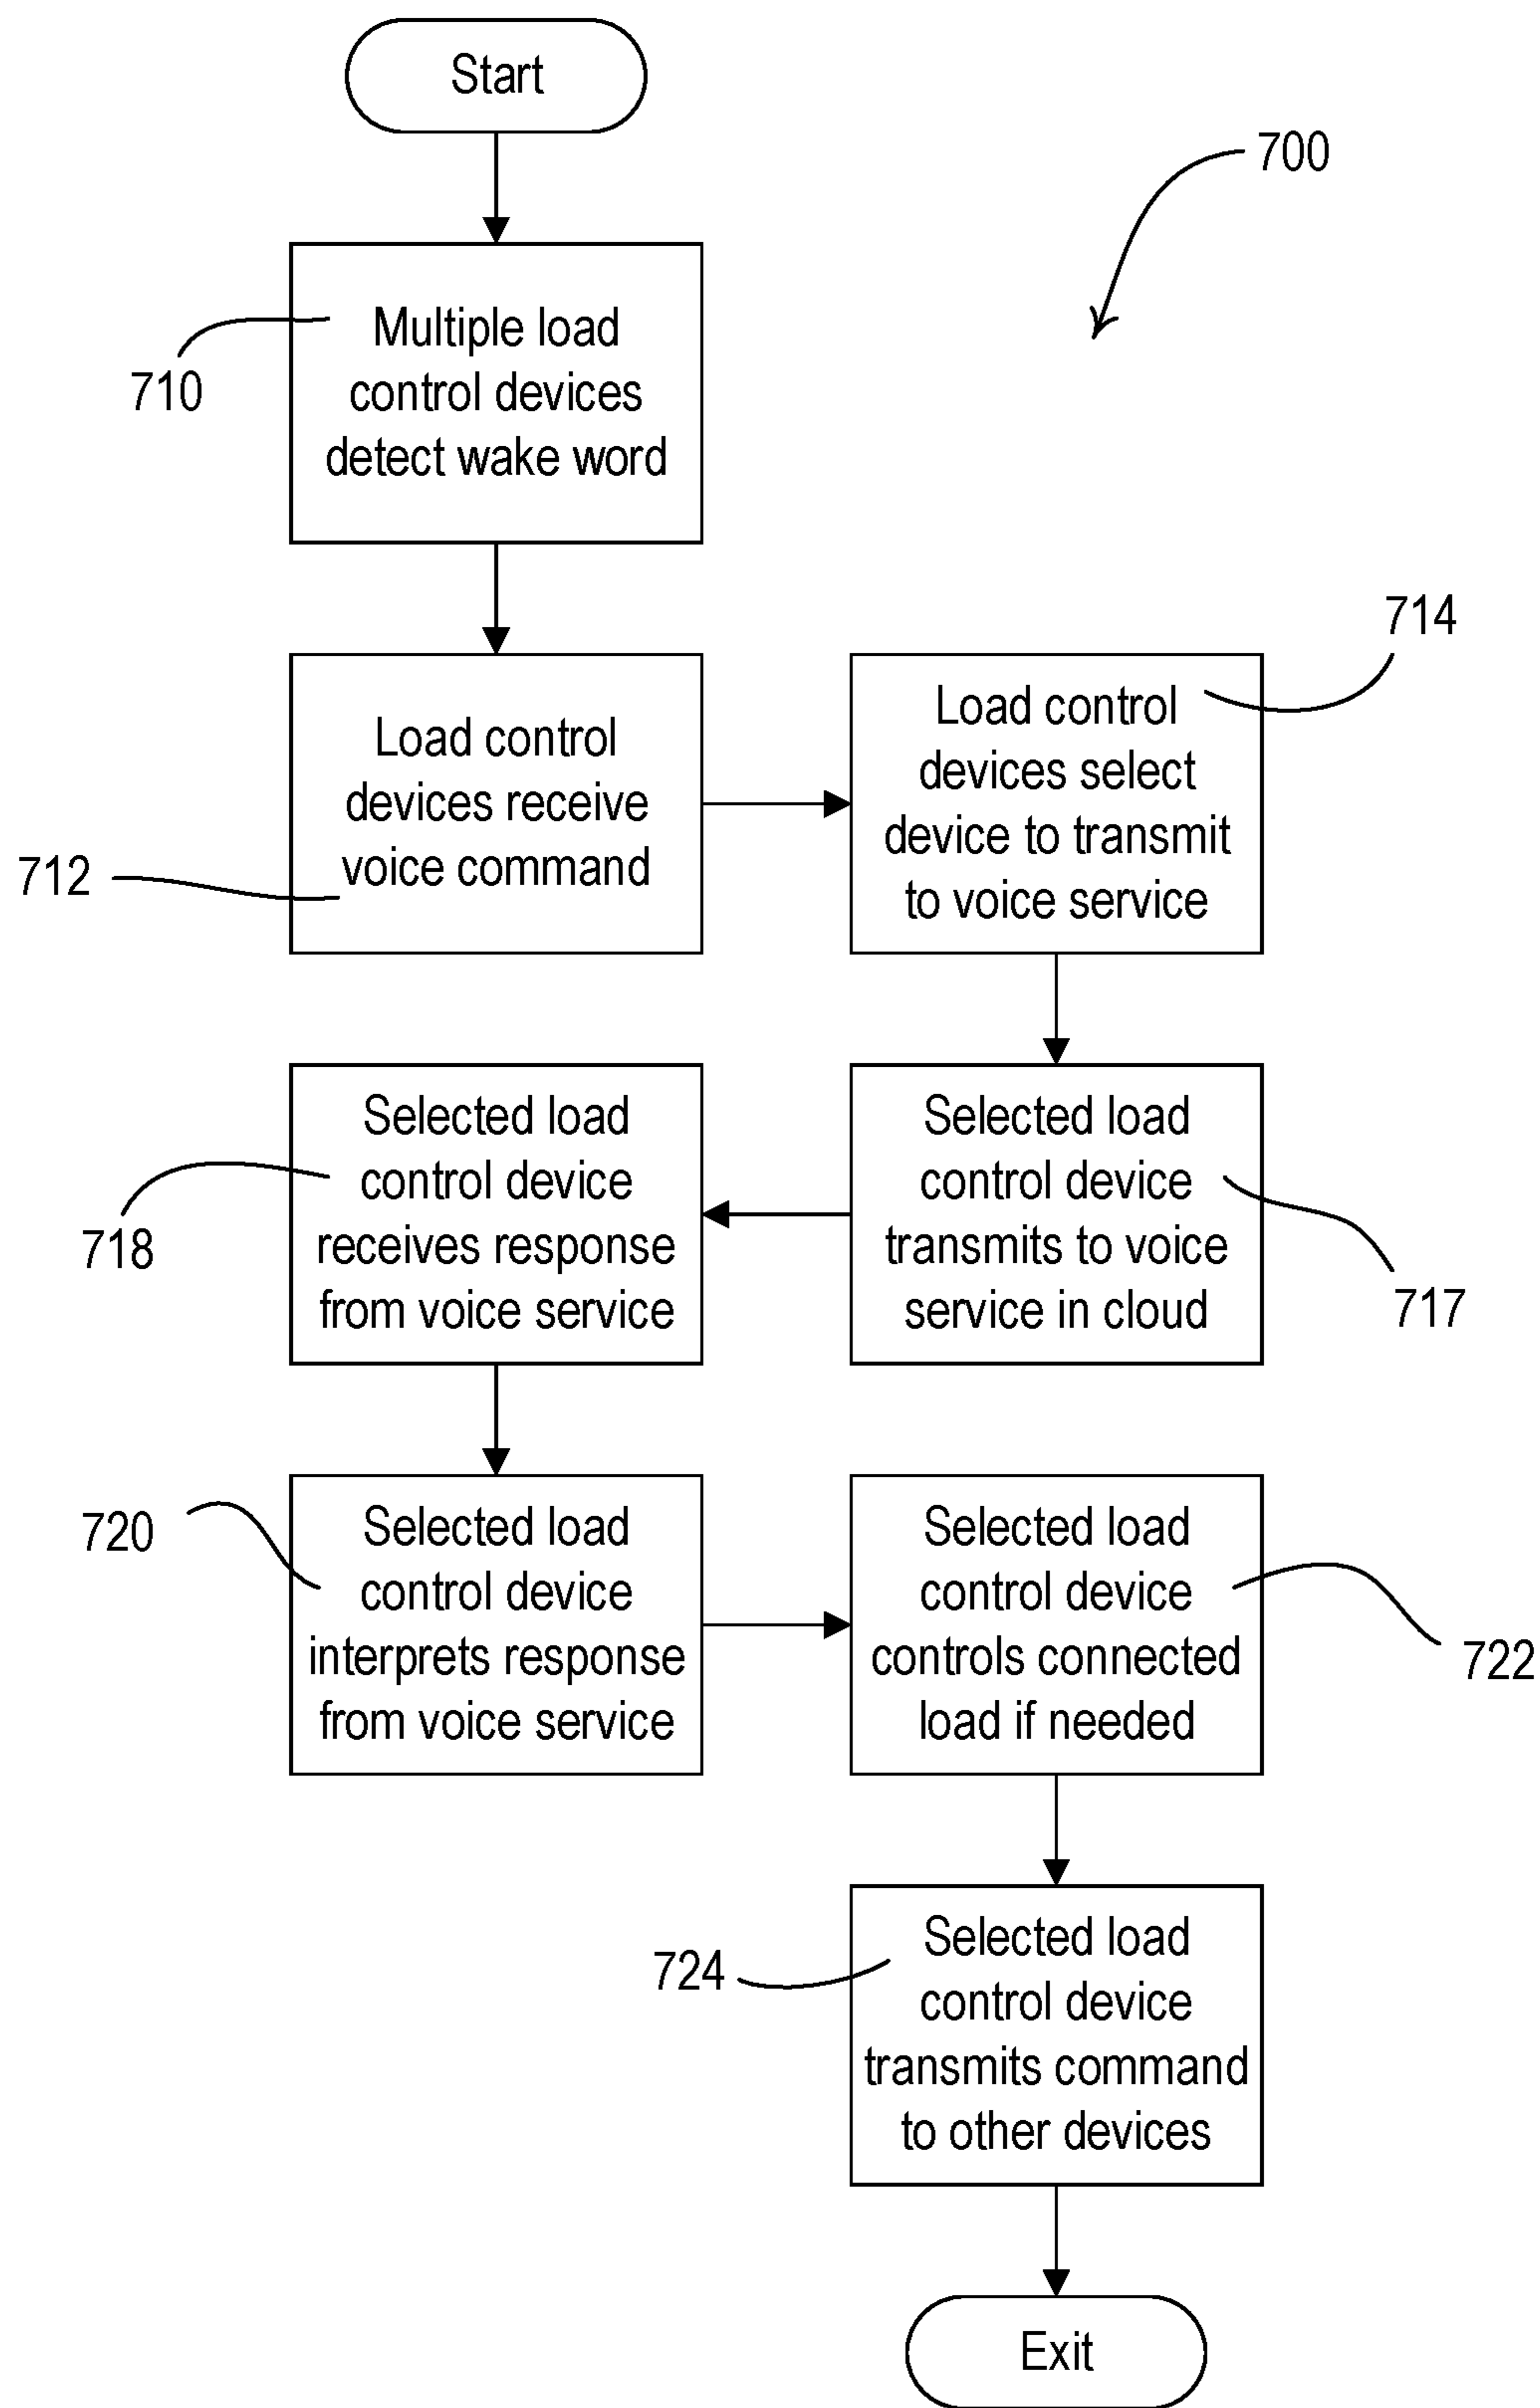 Start
700
Multiple load
control devices
detect wake word
710
Load control
devices receive
voice command
712
714
Load control
devices select
device to transmit
to voice service
Selected load
control device
transmits to voice
service in cloud
717
Selected load
control device
receives response
from voice service
718
Selected load
control device
interprets response
from voice service
720
Selected load
control device
controls connected
load if needed
722
Selected load
control device
transmits command
to other devices
724
Exit